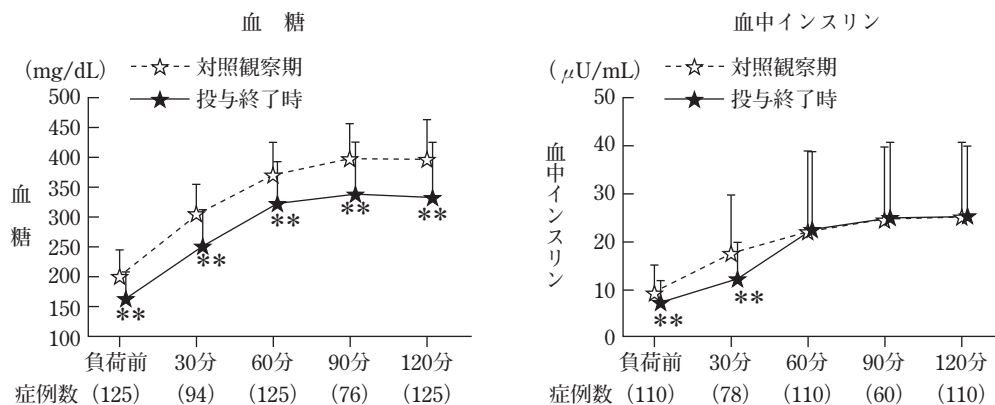 血　糖
(mg/dL)
--☆-- 対照観察期
―★― 投与終了時
500
450
400
350
300
250
200
150
100
血糖
** ** ** ** **
負荷前 30分 60分 90分 120分
症例数 (125) (94) (125) (76) (125)
血中インスリン
(μU/mL)
--☆-- 対照観察期
―★― 投与終了時
50
40
30
20
10
0
血中インスリン
** **
負荷前 30分 60分 90分 120分
症例数 (110) (78) (110) (60) (110)